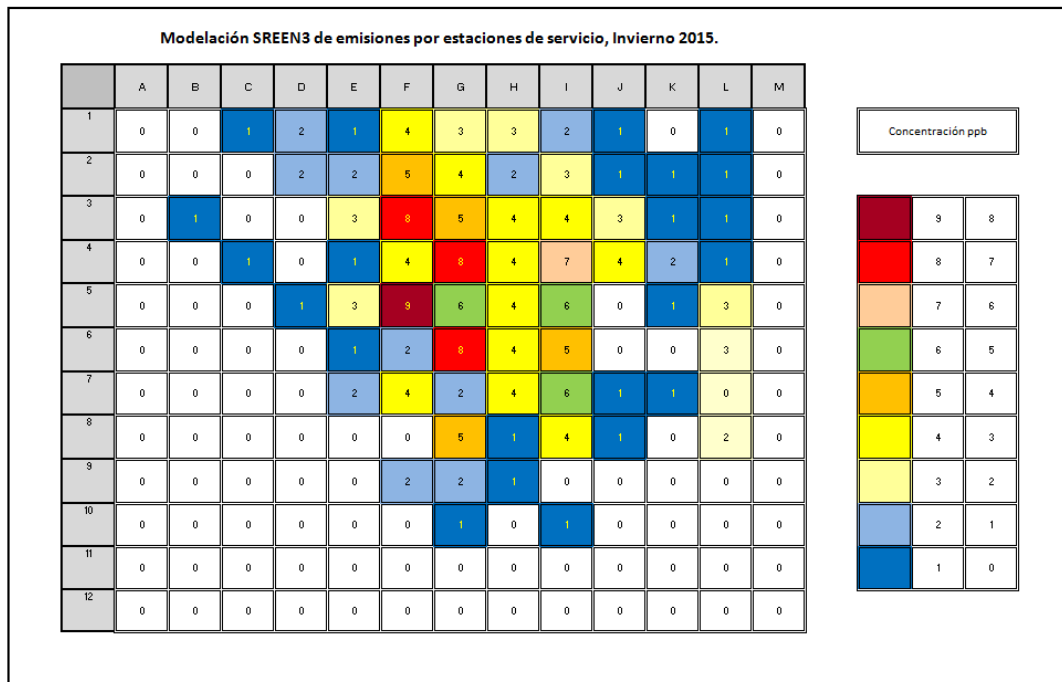 Modelación SREEN3 de emisiones por estaciones de servicio, Invierno 2015.
A B C D E F G H I J K L M
1 0 0 1 2 1 4 3 3 2 1 0 1 0
Concentración ppb
2 0 0 0 2 2 5 4 2 3 1 1 1 0
3 0 1 0 0 3 8 5 4 4 3 1 1 0
9 8
4 0 0 1 0 1 4 8 4 7 4 2 1 0
8 7
5 0 0 0 1 3 9 6 4 6 0 1 3 0
7 6
6 0 0 0 0 1 2 8 4 5 0 0 3 0
6 5
7 0 0 0 0 2 4 2 4 6 1 1 0 0
5 4
8 0 0 0 0 0 0 5 1 4 1 0 2 0
4 3
9 0 0 0 0 0 2 2 1 0 0 0 0 0
3 2
10 0 0 0 0 0 0 1 0 1 0 0 0 0
2 1
11 0 0 0 0 0 0 0 0 0 0 0 0 0
1 0
12 0 0 0 0 0 0 0 0 0 0 0 0 0